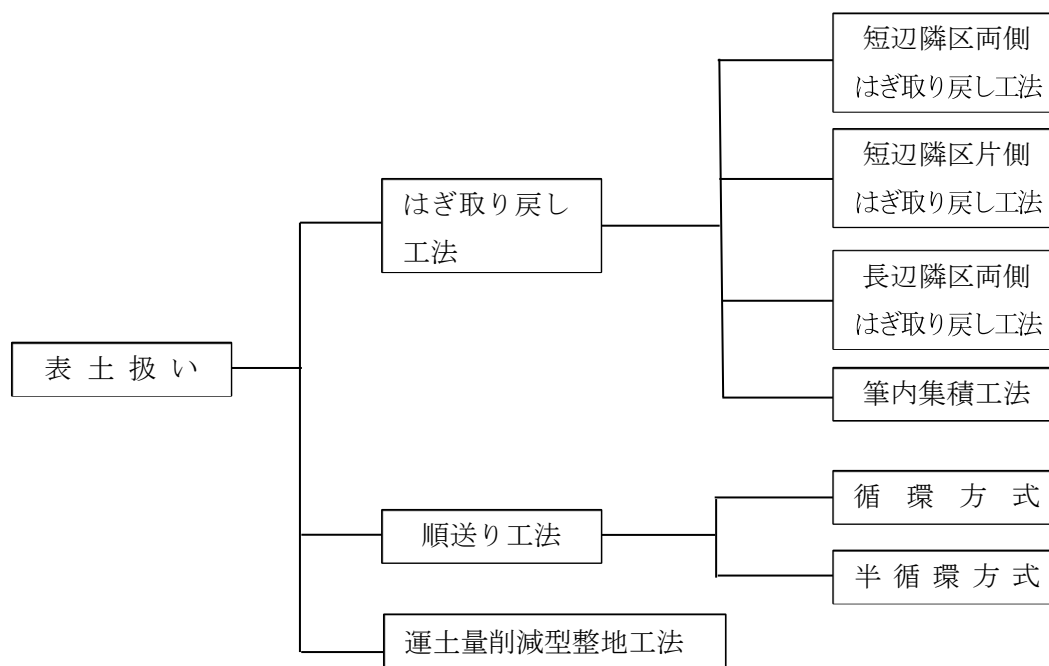 表土扱い
はぎ取り戻し
工法
短辺隣区両側
はぎ取り戻し工法
短辺隣区片側
はぎ取り戻し工法
長辺隣区両側
はぎ取り戻し工法
筆内集積工法
順送り工法
循環方式
半循環方式
運土量削減型整地工法